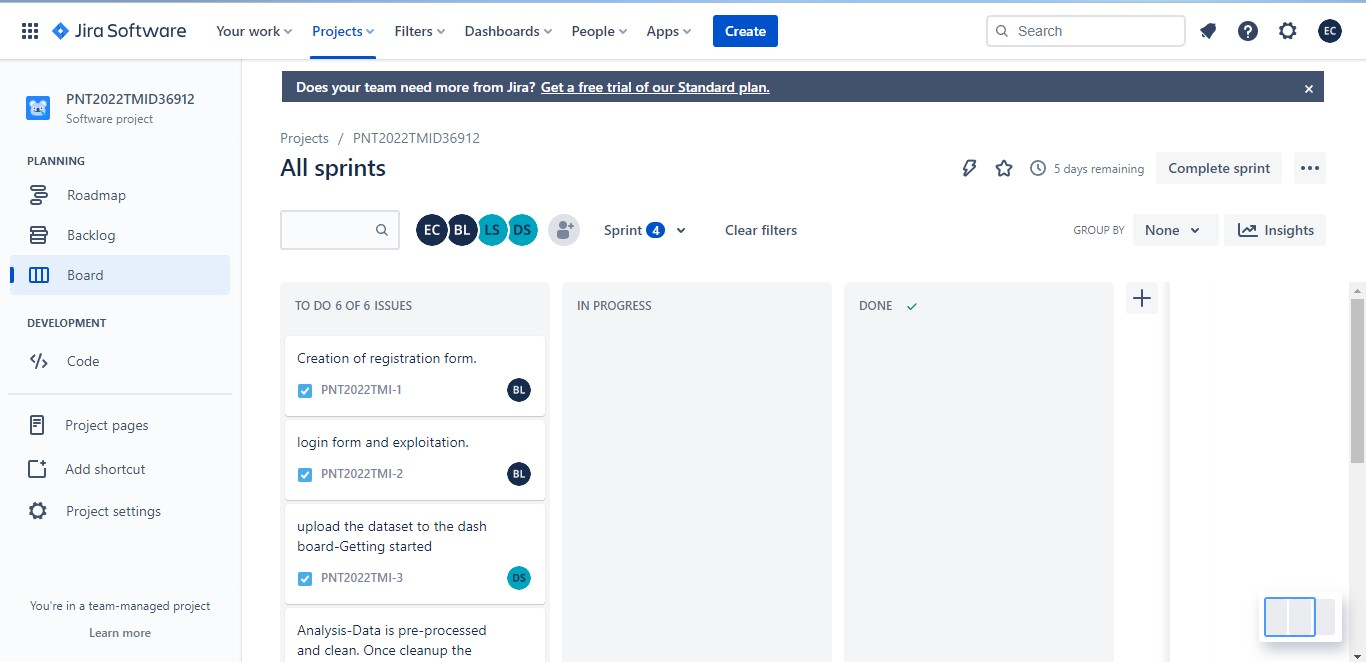 Jira Software Your work Projects Filters Dashboards People Apps Create Search EC
Does your team need more from Jira? Get a free trial of our Standard plan.
PNT2022TMID36912
Software project
PLANNING
Roadmap
Backlog
Board
DEVELOPMENT
Code
Project pages
Add shortcut
Project settings
You're in a team-managed project
Learn more
Projects / PNT2022TMID36912
All sprints
5 days remaining Complete sprint
EC BL LS DS Sprint 4 Clear filters GROUP BY None Insights
TO DO 6 OF 6 ISSUES
Creation of registration form.
PNT2022TMI-1 BL
login form and exploitation.
PNT2022TMI-2 BL
upload the dataset to the dash
board-Getting started
PNT2022TMI-3 DS
Analysis-Data is pre-processed
and clean. Once cleanup the
IN PROGRESS
DONE